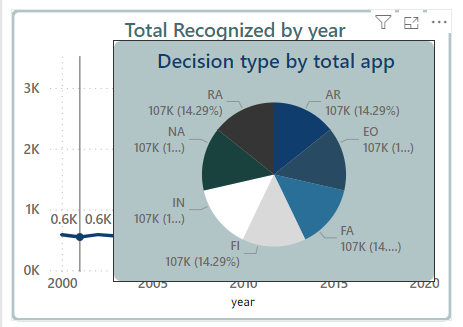 Total Recognized by year
Decision type by total app
RA
107K (14.29%)
AR
107K (14.29%)
NA
107K (1...)
EO
107K (1...)
IN
107K (1...)
FA
107K (14....)
FI
107K (14.29%)
3K
2K
1K
0K
0.6K 0.6K
2000 2005 2010 2015 2020
year